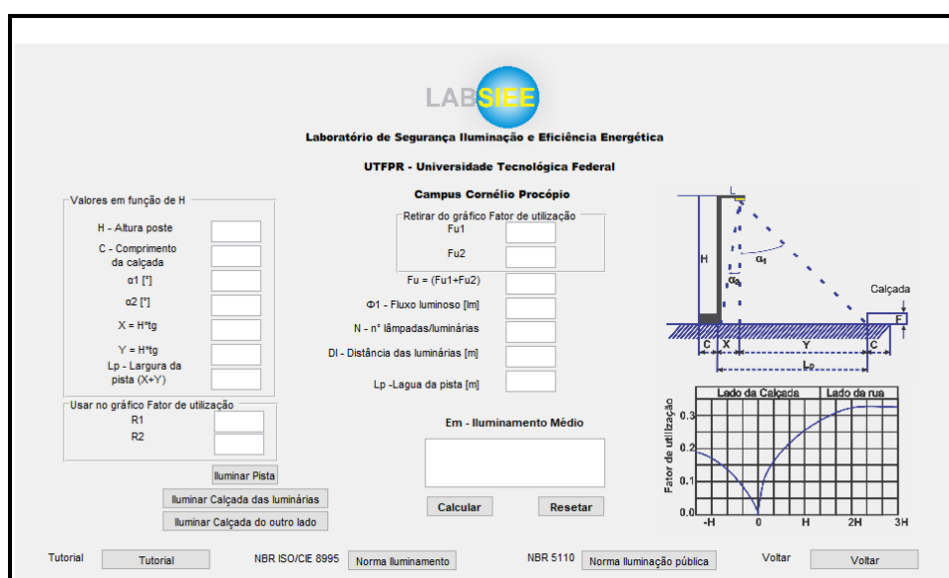 LABSIEE
Laboratório de Segurança Iluminação e Eficiência Energética
UTFPR - Universidade Tecnológica Federal
Campus Cornélio Procópio
Valores em função de H
H - Altura poste
C - Comprimento
da calçada
α1 [°]
α2 [°]
X = H*tg
Y = H*tg
Lp - Largura da
pista (X+Y)
Usar no gráfico Fator de utilização
R1
R2
Iluminar Pista
Iluminar Calçada das luminárias
Iluminar Calçada do outro lado
Retirar do gráfico Fator de utilização
Fu1
Fu2
Fu = (Fu1+Fu2)
Φ1 - Fluxo luminoso [lm]
N - n° lâmpadas/luminárias
Dl - Distância das luminárias [m]
Lp -Lagua da pista [m]
Em - Iluminamento Médio
Calcular
Resetar
L
H
α1
α2
Calçada
F
C
X
Y
C
Lp
Lado da Calçada
Lado da rua
Fator de utilização
0.3
0.2
0.1
0.0
-H
0
H
2H
3H
Tutorial
Tutorial
NBR ISO/CIE 8995
Norma Iluminamento
NBR 5110
Norma Iluminação pública
Voltar
Voltar